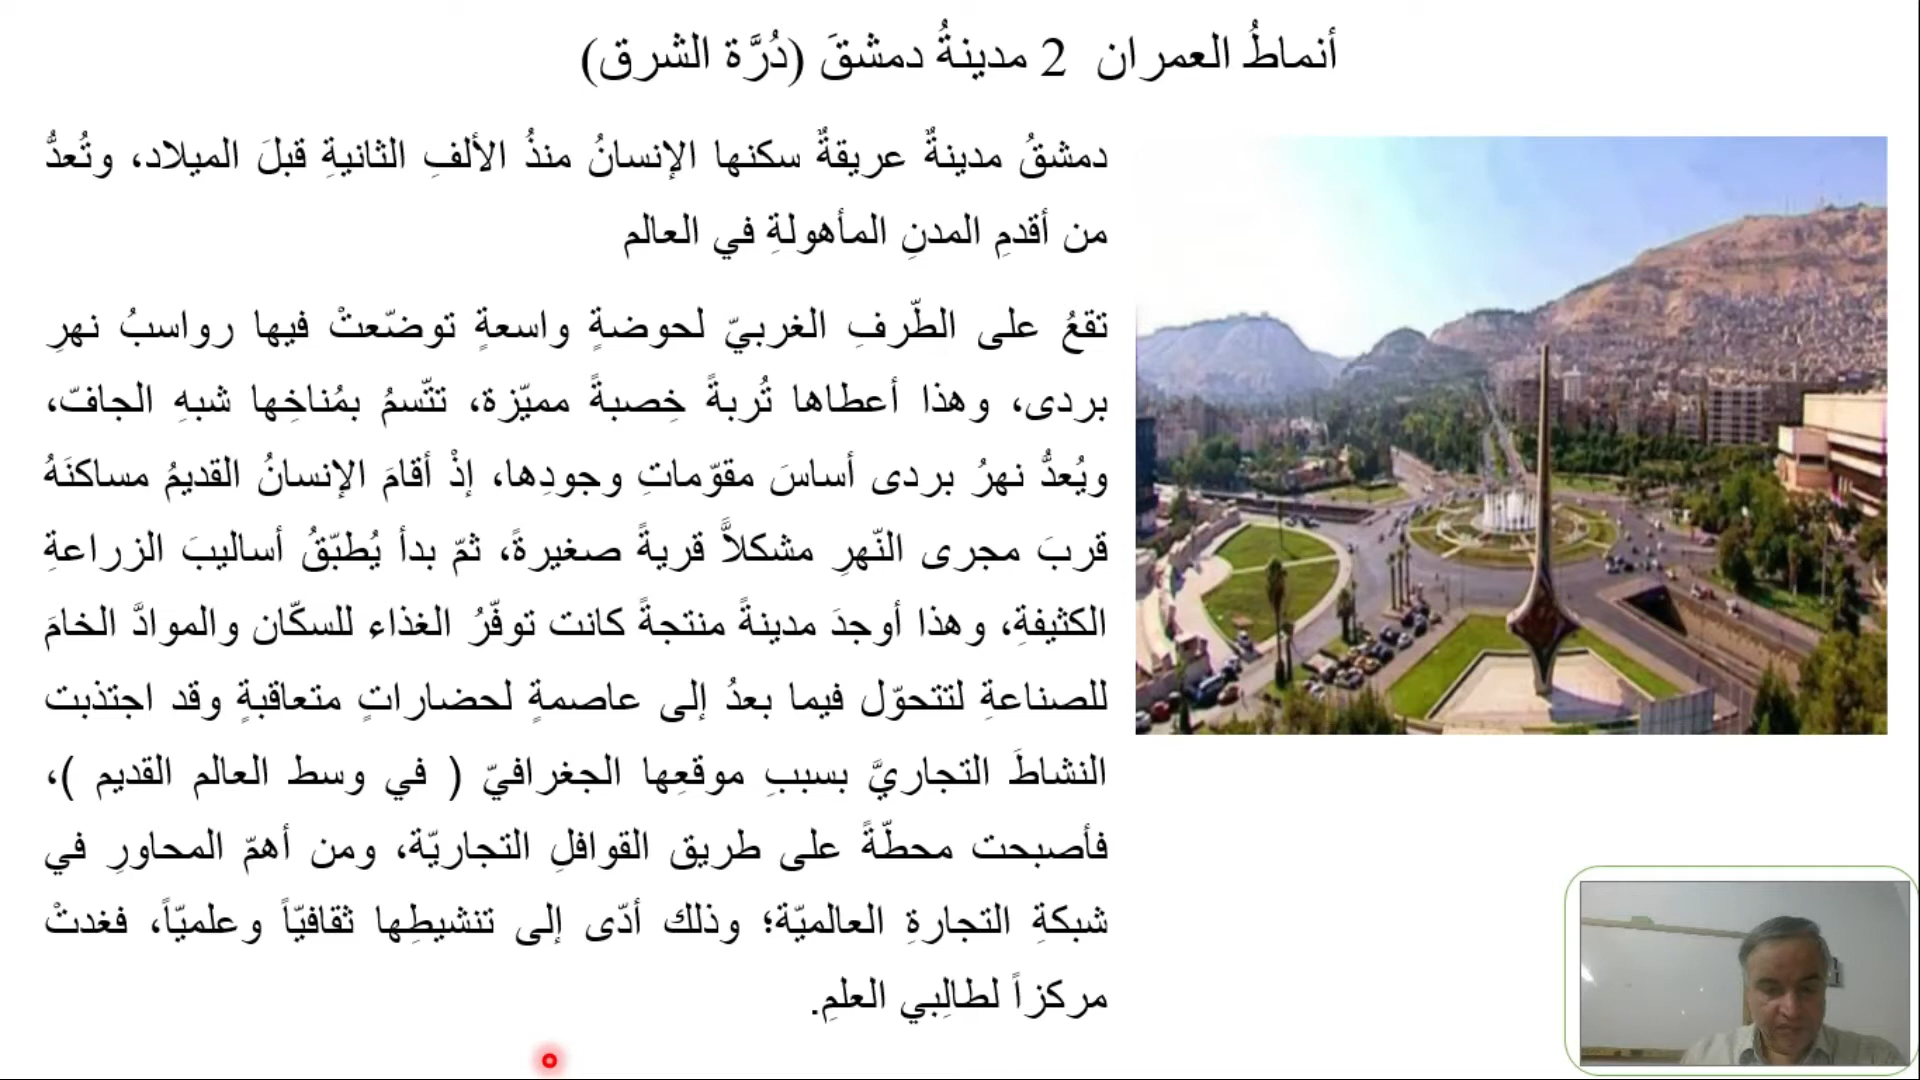 أنماطُ العمران 2 مدينةُ دمشقَ (دُرَّة الشرق)
دمشقُ مدينةٌ عريقةٌ سكنها الإنسانُ منذُ الألفِ الثانيةِ قبلَ الميلاد، وتُعدُّ
من أقدمِ المدنِ المأهولةِ في العالم
تقعُ على الطّرفِ الغربيّ لحوضةٍ واسعةٍ توضّعتْ فيها رواسبُ نهرِ
بردى، وهذا أعطاها تُربةً خِصبةً مميّزة، تتّسمُ بمُناخِها شبهِ الجافّ،
ويُعدُّ نهرُ بردى أساسَ مقوّماتِ وجودِها، إذْ أقامَ الإنسانُ القديمُ مساكنَهُ
قربَ مجرى النّهرِ مشكلاً قريةً صغيرةً، ثمّ بدأ يُطبّقُ أساليبَ الزراعةِ
الكثيفةِ، وهذا أوجدَ مدينةً منتجةً كانت توفّرُ الغذاء للسكّان والموادَّ الخامَ
للصناعةِ لتتحوّل فيما بعدُ إلى عاصمةٍ لحضاراتٍ متعاقبةٍ وقد اجتذبت
النشاطَ التجاريَّ بسببِ موقعِها الجغرافيّ ( في وسط العالم القديم )،
فأصبحت محطّةً على طريق القوافلِ التجاريّة، ومن أهمّ المحاورِ في
شبكةِ التجارةِ العالميّة؛ وذلك أدّى إلى تنشيطِها ثقافيّاً وعلميّاً، فغدتْ
مركزاً لطالِبي العلمِ.